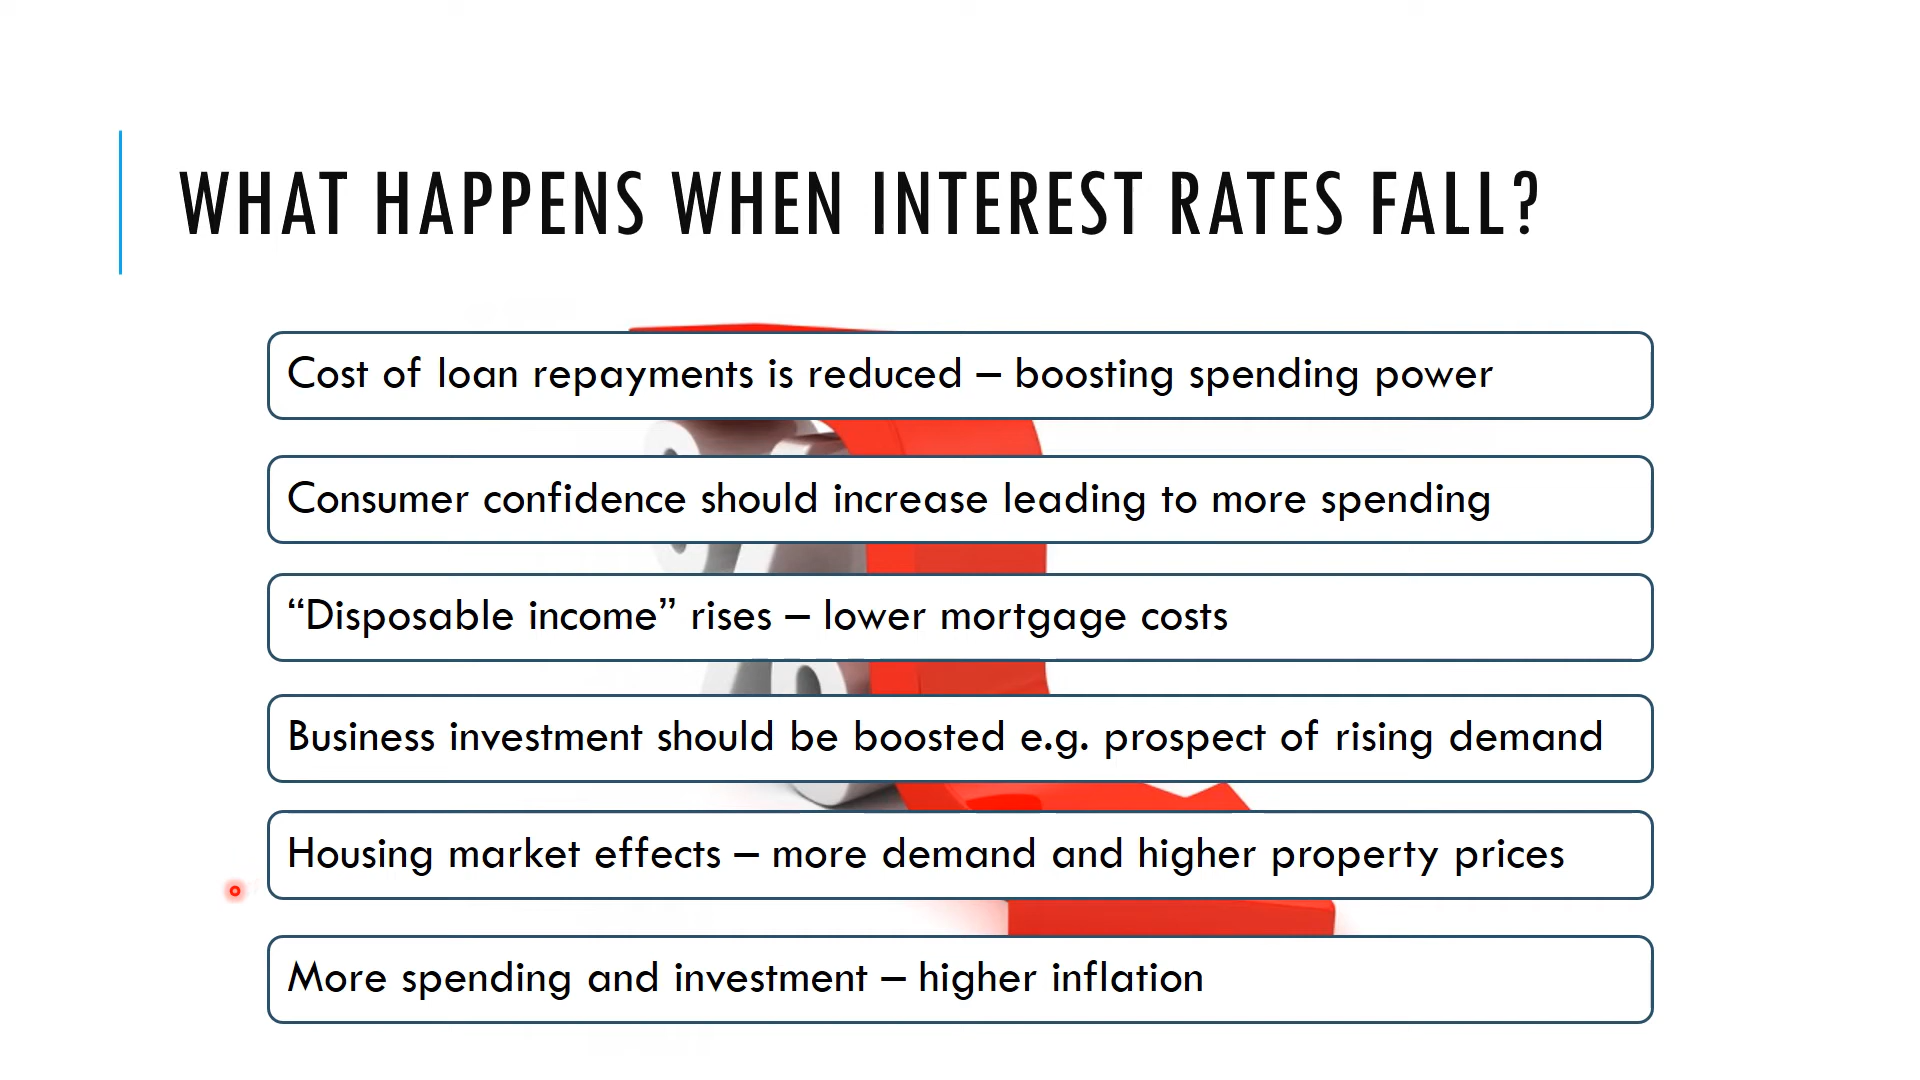 WHAT HAPPENS WHEN INTEREST RATES FALL?
Cost of loan repayments is reduced – boosting spending power
Consumer confidence should increase leading to more spending
“Disposable income” rises – lower mortgage costs
Business investment should be boosted e.g. prospect of rising demand
Housing market effects – more demand and higher property prices
More spending and investment – higher inflation